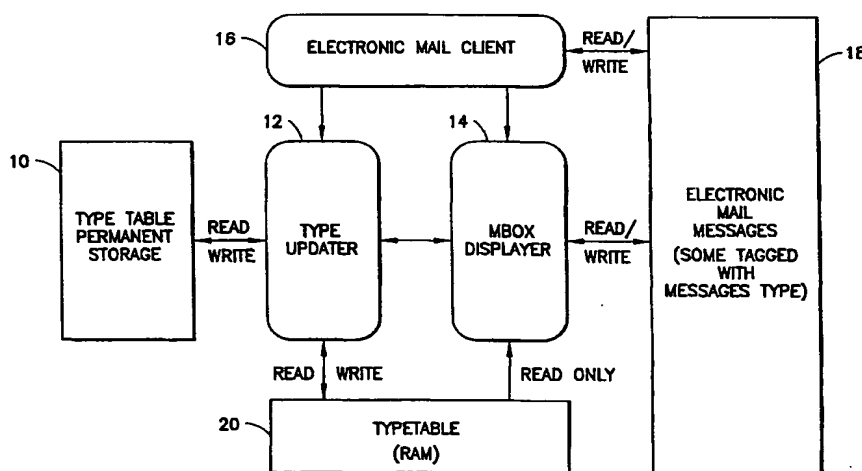 16
ELECTRONIC MAIL CLIENT
READ/
WRITE
18
12
14
10
TYPE TABLE
PERMANENT
STORAGE
READ
WRITE
TYPE
UPDATER
MBOX
DISPLAYER
READ/
WRITE
ELECTRONIC
MAIL
MESSAGES
(SOME TAGGED
WITH
MESSAGES TYPE)
READ WRITE
READ ONLY
20
TYPETABLE
(RAM)